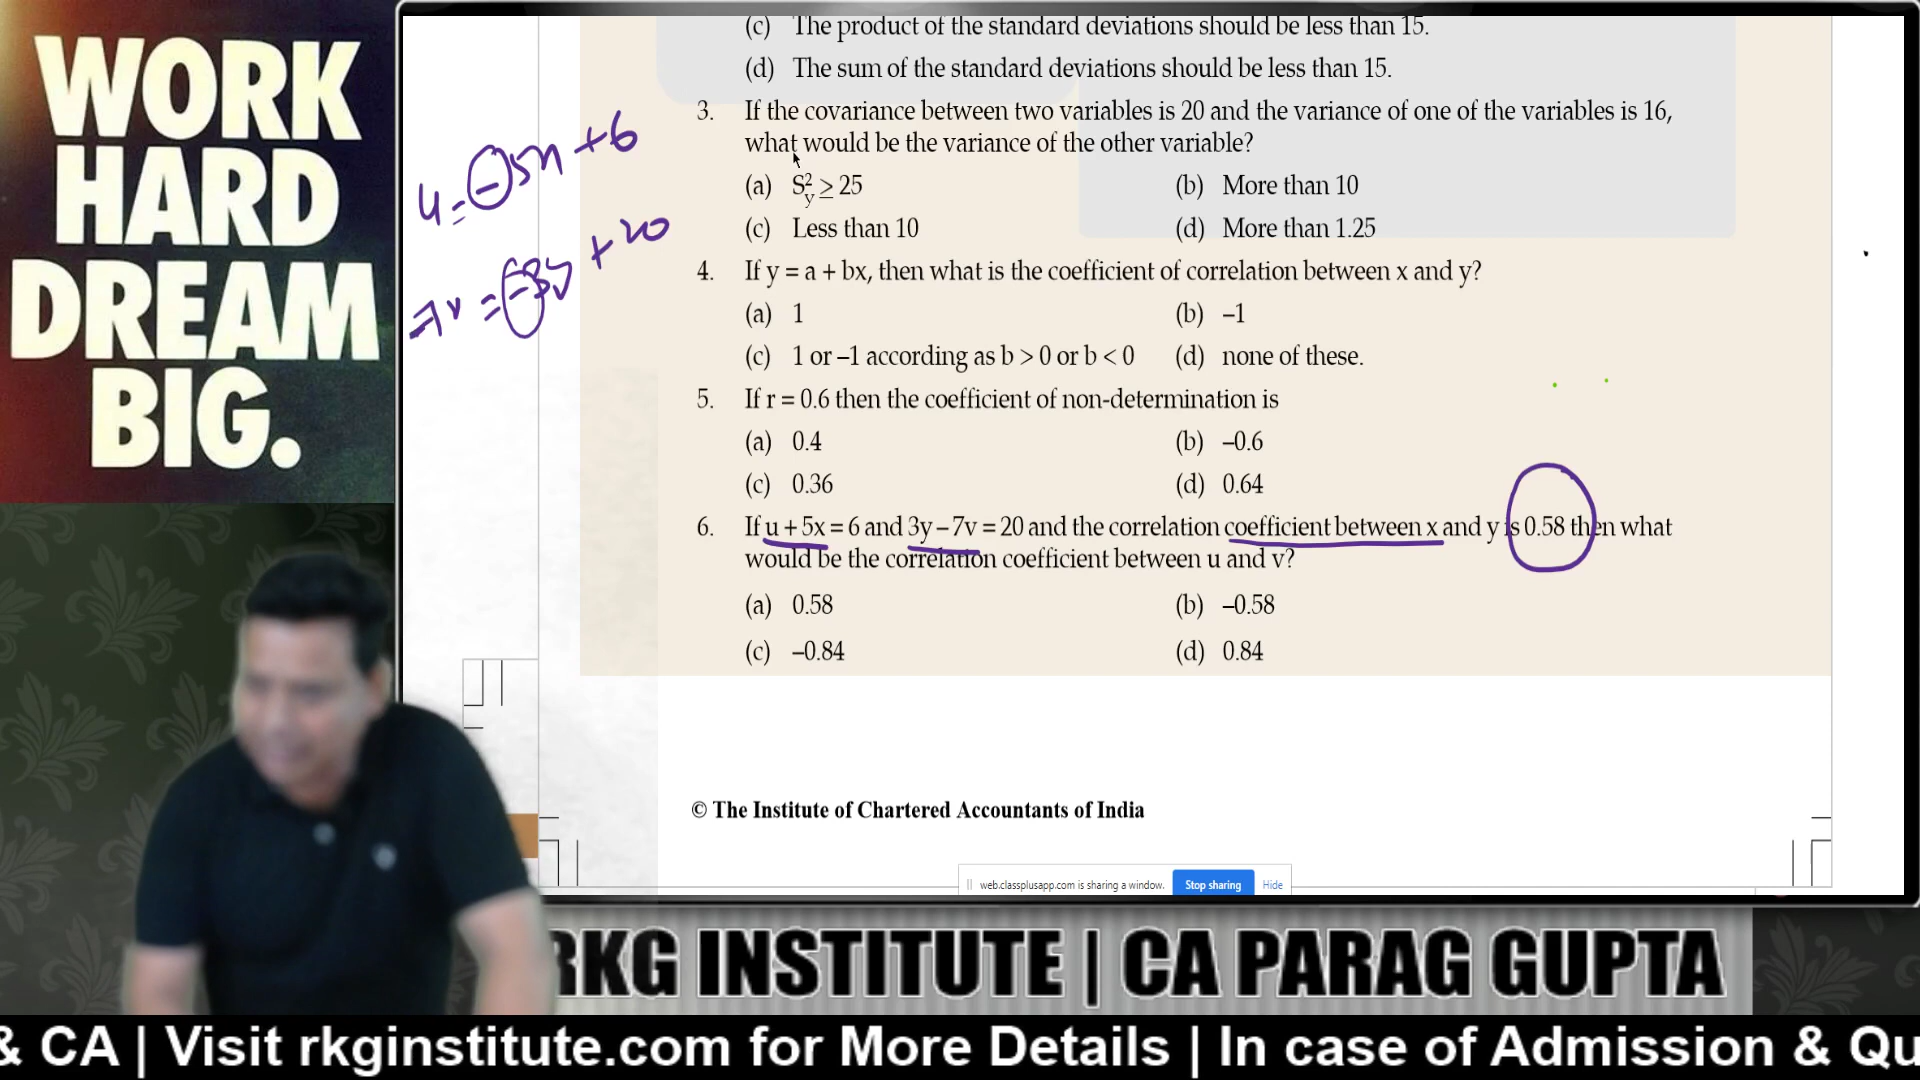 WORK
HARD
DREAM
BIG.
(c) The product of the standard deviations should be less than 15.
(d) The sum of the standard deviations should be less than 15.
3. If the covariance between two variables is 20 and the variance of one of the variables is 16,
what would be the variance of the other variable?
(a) S²y ≥ 25 (b) More than 10
(c) Less than 10 (d) More than 1.25
4. If y = a + bx, then what is the coefficient of correlation between x and y?
(a) 1 (b) –1
(c) 1 or –1 according as b > 0 or b < 0 (d) none of these.
5. If r = 0.6 then the coefficient of non-determination is
(a) 0.4 (b) –0.6
(c) 0.36 (d) 0.64
6. If u + 5x = 6 and 3y – 7v = 20 and the correlation coefficient between x and y is 0.58 then what
would be the correlation coefficient between u and v?
(a) 0.58 (b) –0.58
(c) –0.84 (d) 0.84
u = -5x + 6
-7v = -3y + 20
© The Institute of Chartered Accountants of India
web.classplusapp.com is sharing a window. Stop sharing Hide
RKG INSTITUTE | CA PARAG GUPTA
& CA | Visit rkginstitute.com for More Details | In case of Admission & Qu